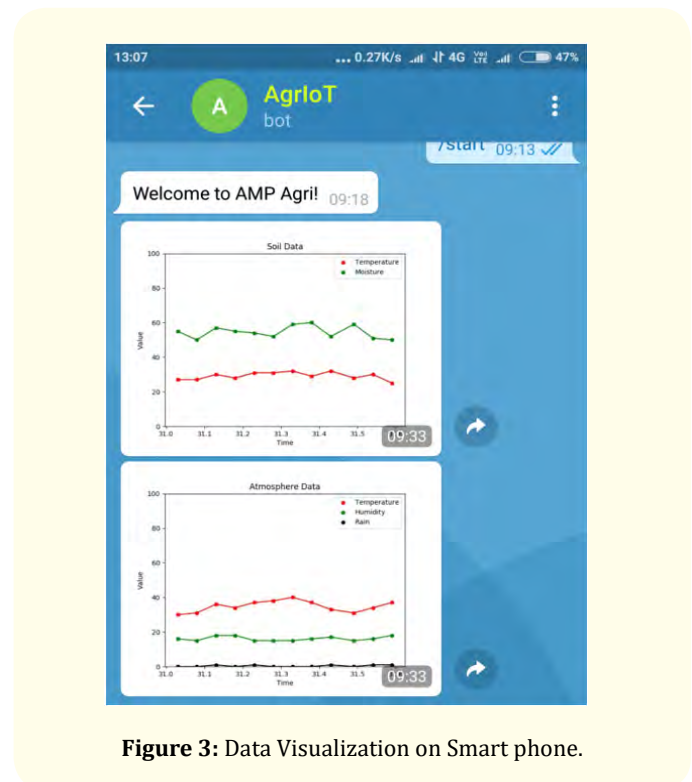 13:07 ... 0.27K/s 4G VoI LTE 47%
A
AgrIoT
bot
/start 09:13
Welcome to AMP Agri! 09:18
Soil Data
Temperature
Moisture
100
80
60
40
20
0
Value
31.0 31.1 31.2 31.3 31.4 31.5
Time
09:33
Atmosphere Data
Temperature
Humidity
Rain
100
80
60
40
20
0
Value
31.0 31.1 31.2 31.3 31.4 31.5
Time
09:33
Figure 3: Data Visualization on Smart phone.